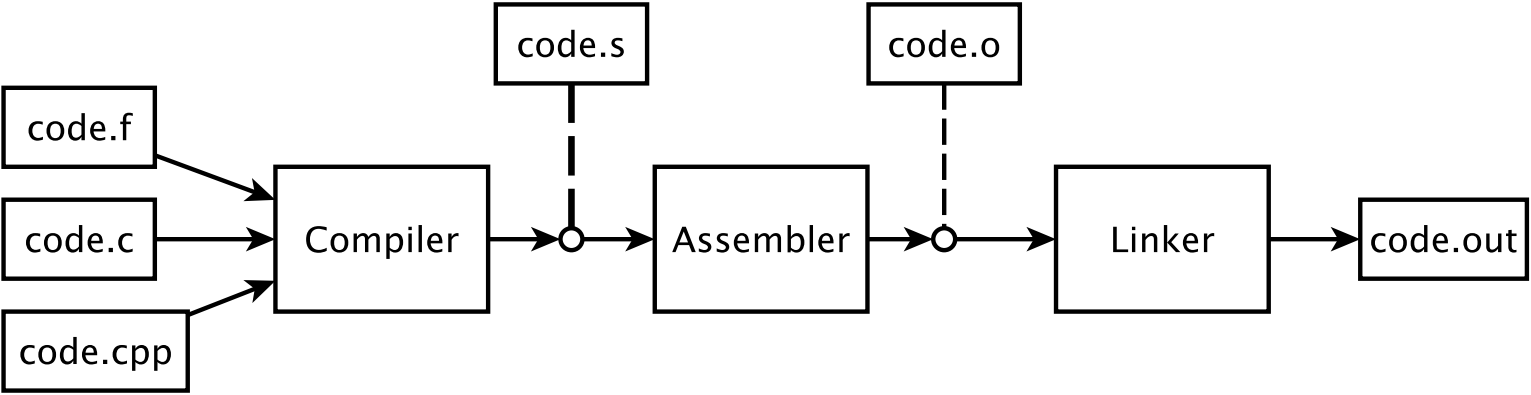 code.s
code.o
code.f
code.c
code.cpp
Compiler
Assembler
Linker
code.out